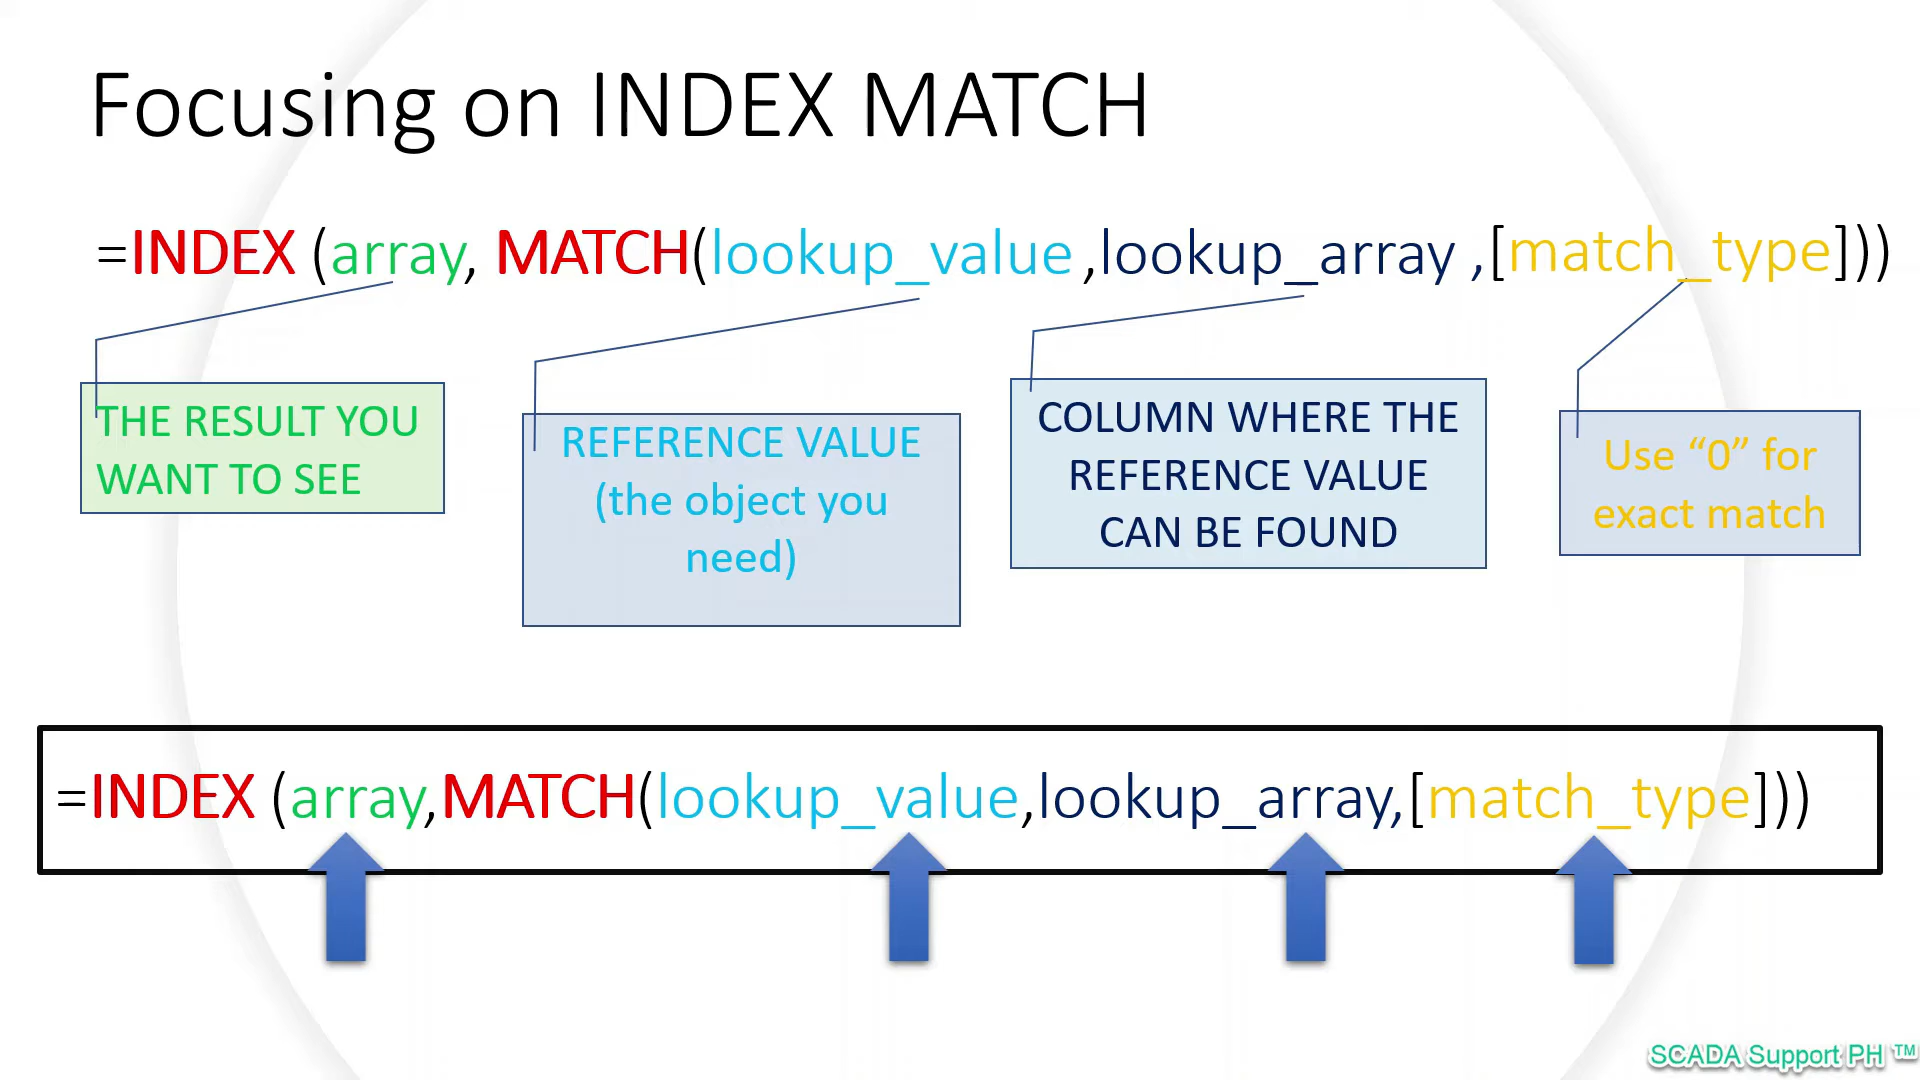 Focusing on INDEX MATCH
=INDEX (array, MATCH(lookup_value ,lookup_array ,[match_type]))
THE RESULT YOU
WANT TO SEE
REFERENCE VALUE
(the object you
need)
COLUMN WHERE THE
REFERENCE VALUE
CAN BE FOUND
Use “0” for
exact match
=INDEX (array,MATCH(lookup_value,lookup_array,[match_type]))
SCADA Support PH ™